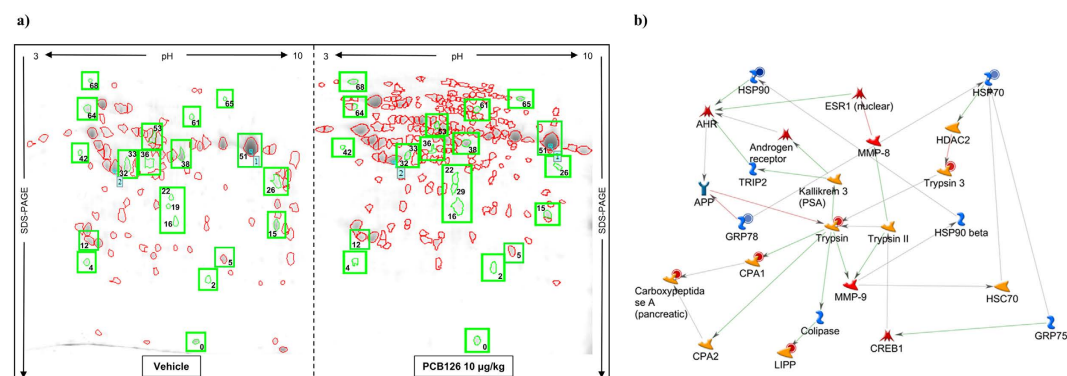 a)
b)
3 pH 10
3 pH 10
SDS-PAGE
SDS-PAGE
68
65
64
61
53
42
33
36
32
38
51
1
2
26
22
19
16
15
12
4
5
2
0
Vehicle
68
65
64
61
53
42
36
33
32
38
51
1
2
26
22
29
16
15
12
4
5
2
0
PCB126 10 µg/kg
HSP90
HSP70
ESR1 (nuclear)
AHR
HDAC2
Androgen
receptor
MMP-8
TRIP2
Trypsin 3
Kallikrein 3
(PSA)
APP
GRP78
Trypsin
Trypsin II
HSP90 beta
CPA1
Carboxypeptida
se A
(pancreatic)
MMP-9
HSC70
Colipase
CREB1
GRP75
CPA2
LIPP